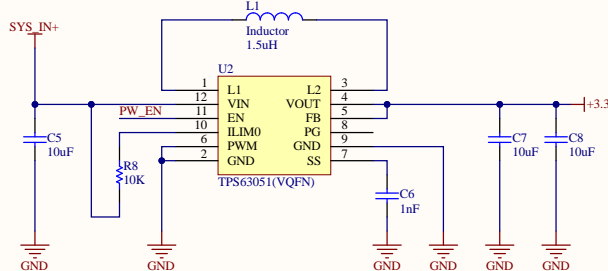 L1
SYS_IN+
Inductor
1.5uH
U2
1 L1 L2 3
12 VIN VOUT 4
PW_EN 11 EN FB 5
10 ILIM0 PG 8
6 PWM GND 9
2 GND SS 7
TPS63051(VQFN)
+3.3
C5
10uF
R8
10K
C6
1nF
C7
10uF
C8
10uF
GND GND GND GND GND GND